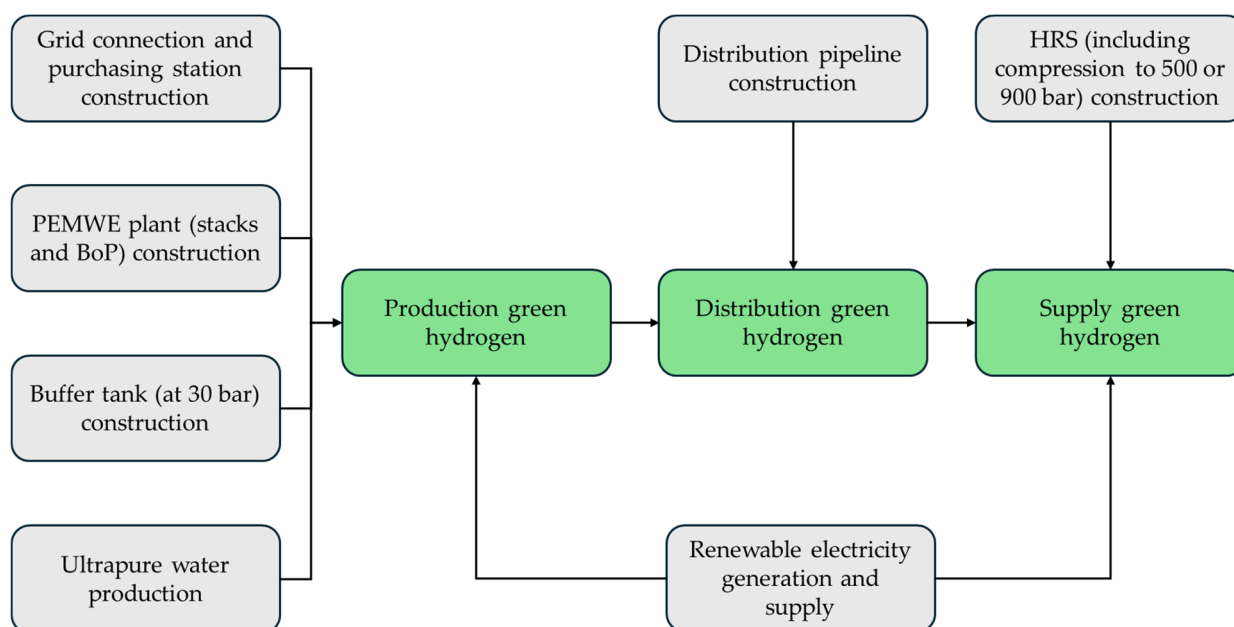 Grid connection and
purchasing station
construction
PEMWE plant (stacks
and BoP) construction
Buffer tank (at 30 bar)
construction
Ultrapure water
production
Production green
hydrogen
Distribution pipeline
construction
Distribution green
hydrogen
HRS (including
compression to 500 or
900 bar) construction
Supply green
hydrogen
Renewable electricity
generation and
supply